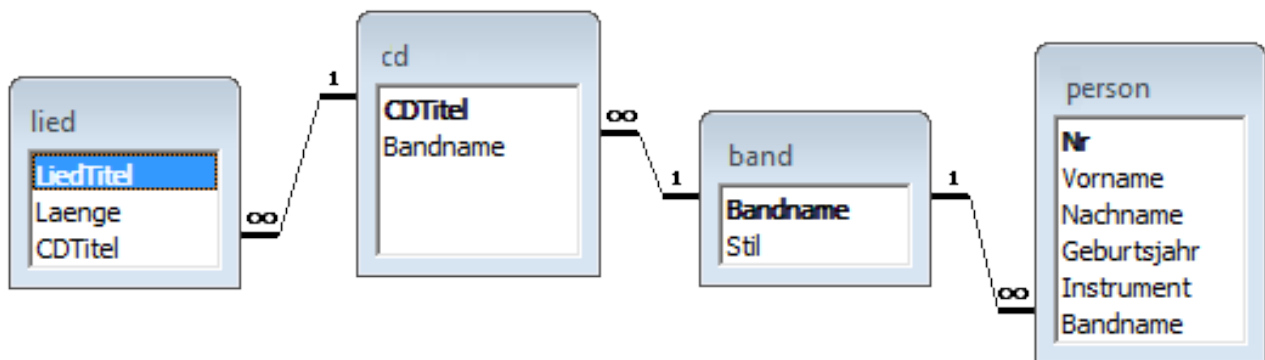 lied
LiedTitel
Laenge
CDTitel
1
∞
cd
CDTitel
Bandname
∞
1
band
Bandname
Stil
1
∞
person
Nr
Vorname
Nachname
Geburtsjahr
Instrument
Bandname